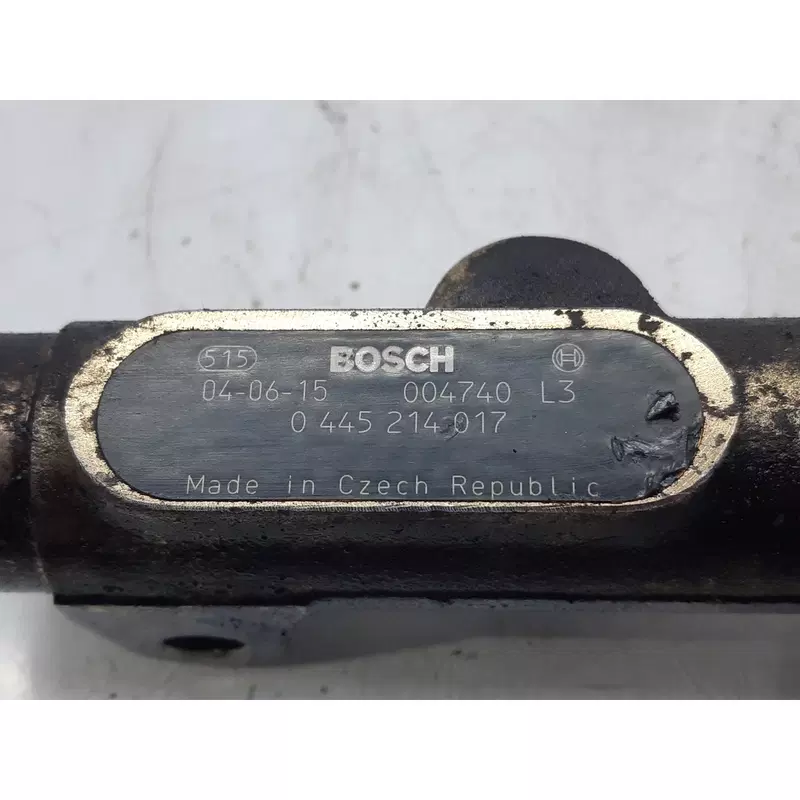 515 BOSCH H
04-06-15 004740 L3
0 445 214 017
Made in Czech Republic